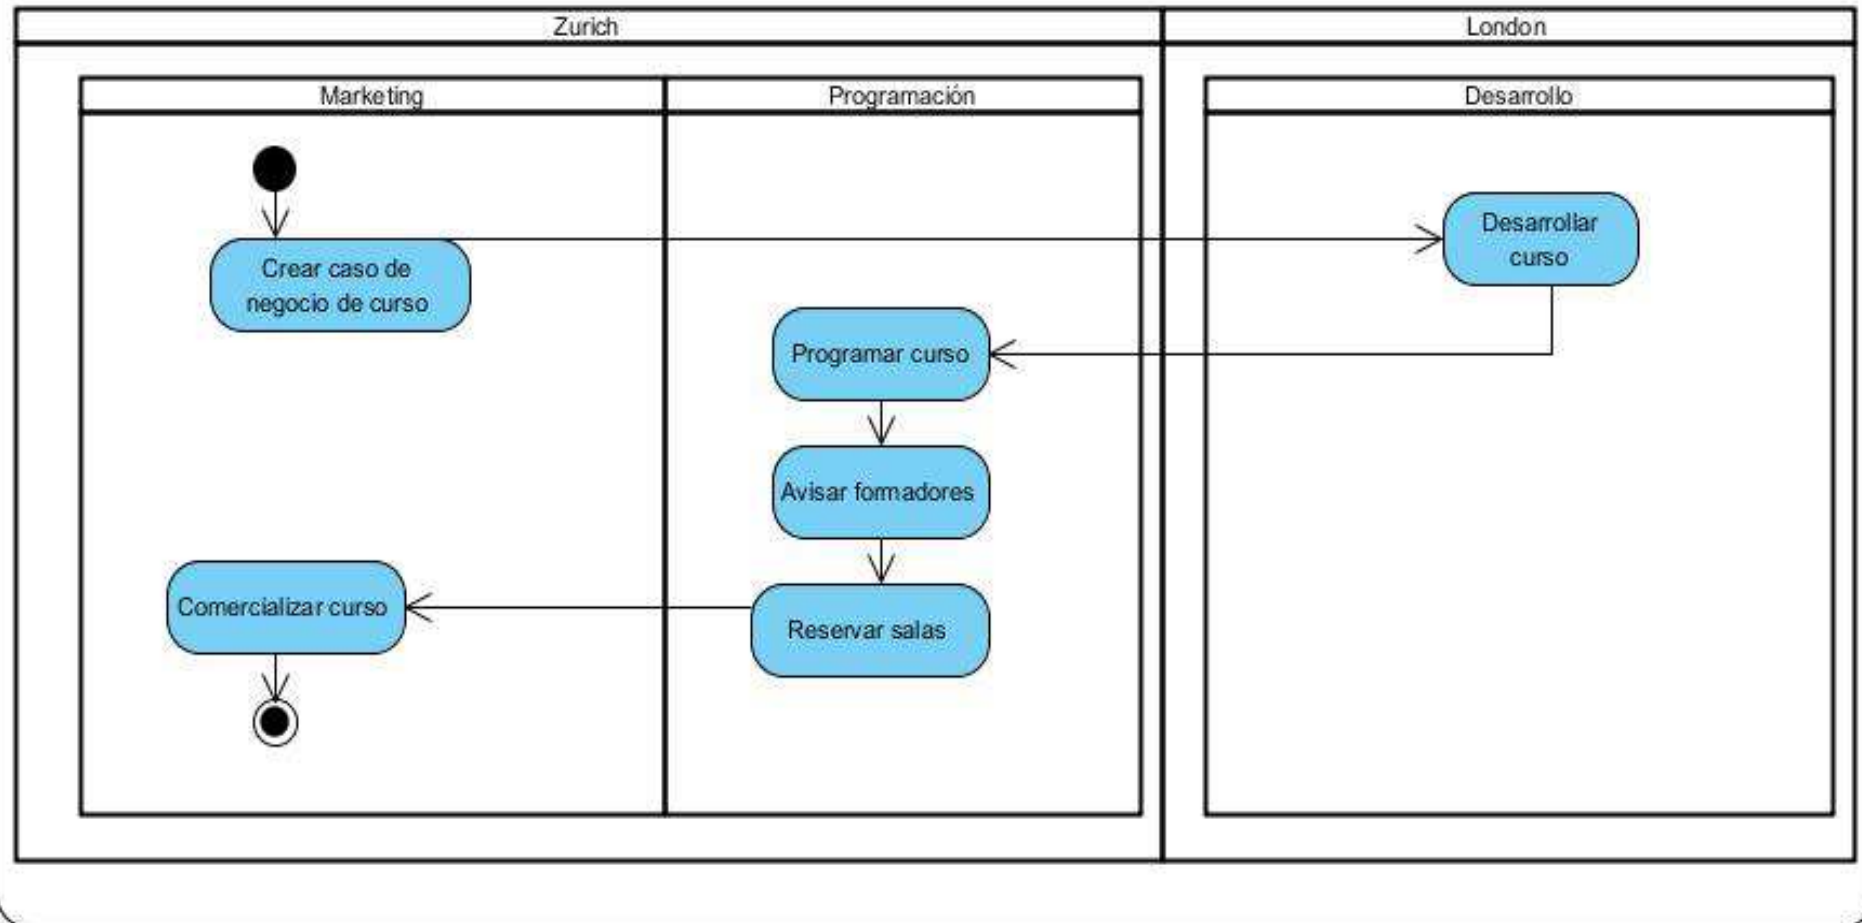 Zurich
London
Marketing
Programación
Desarrollo
Crear caso de
negocio de curso
Desarrollar
curso
Programar curso
Avisar formadores
Comercializar curso
Reservar salas